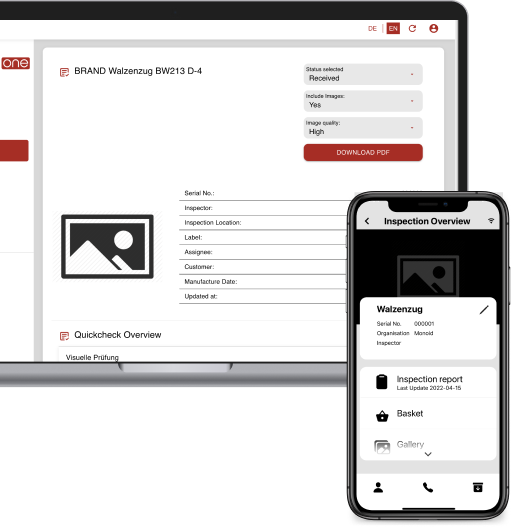 DE | EN
one
BRAND Walzenzug BW213 D-4
Status selected
Received
Include Images:
Yes
Image quality:
High
DOWNLOAD PDF
Serial No.:
Inspector:
Inspection Location:
Label:
Assignee:
Customer:
Manufacture Date:
Updated at:
Quickcheck Overview
Visuelle Prüfung
Inspection Overview
Walzenzug
Serial No. 000001
Organisation Monoid
Inspector
Inspection report
Last Update 2022-04-15
Basket
Gallery